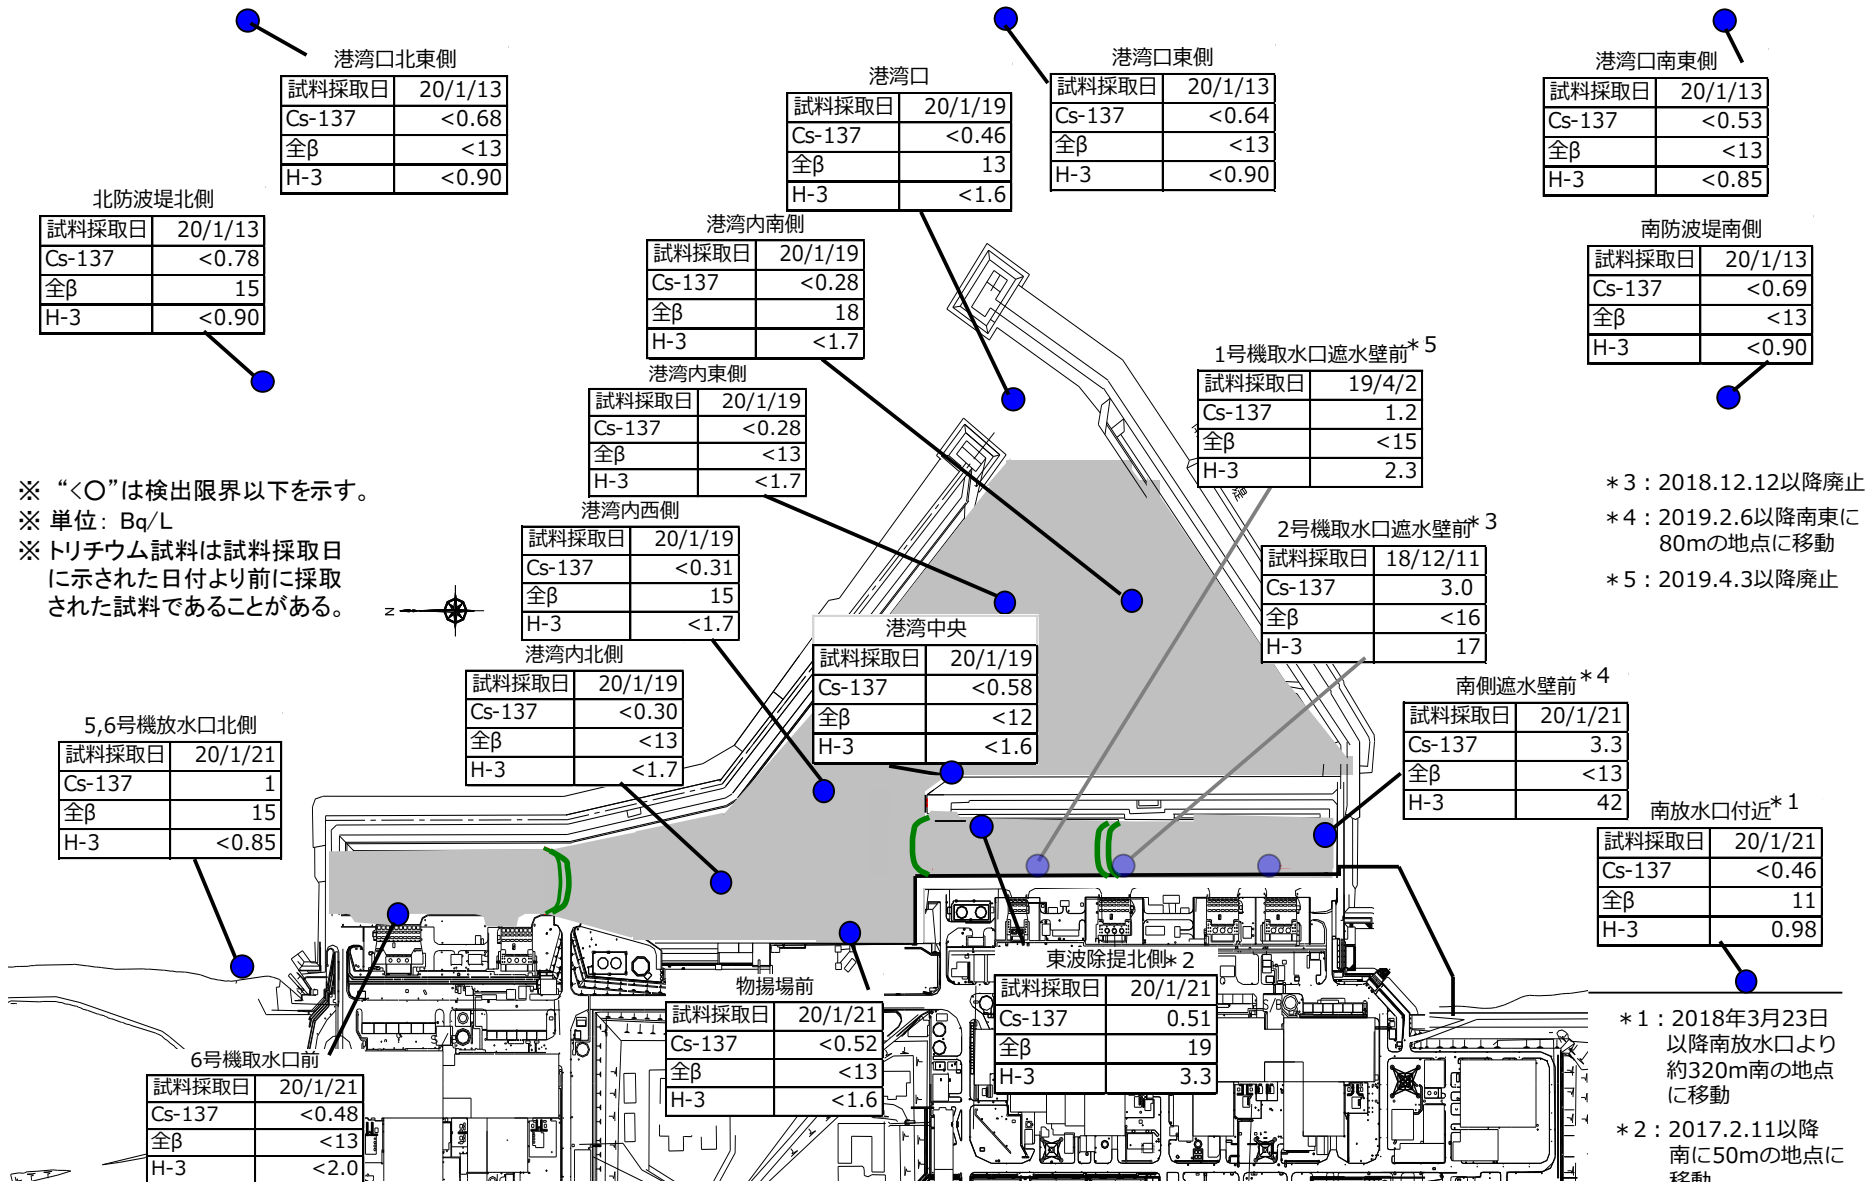 港湾口北東側
試料採取日 20/1/13
Cs-137 <0.68
全β <13
H-3 <0.90
港湾口東側
試料採取日 20/1/13
Cs-137 <0.64
全β <13
H-3 <0.90
港湾口南東側
試料採取日 20/1/13
Cs-137 <0.53
全β <13
H-3 <0.85
港湾口
試料採取日 20/1/19
Cs-137 <0.46
全β 13
H-3 <1.6
北防波堤北側
試料採取日 20/1/13
Cs-137 <0.78
全β 15
H-3 <0.90
港湾内南側
試料採取日 20/1/19
Cs-137 <0.28
全β 18
H-3 <1.7
南防波堤南側
試料採取日 20/1/13
Cs-137 <0.69
全β <13
H-3 <0.90
1号機取水口遮水壁前*5
試料採取日 19/4/2
Cs-137 1.2
全β <15
H-3 2.3
港湾内東側
試料採取日 20/1/19
Cs-137 <0.28
全β <13
H-3 <1.7
※ “<○”は検出限界以下を示す。
※ 単位: Bq/L
※ トリチウム試料は試料採取日
に示された日付より前に採取
された試料であることがある。
N
*3:2018.12.12以降廃止
*4:2019.2.6以降南東に
80mの地点に移動
*5:2019.4.3以降廃止
堤
港湾内西側
試料採取日 20/1/19
Cs-137 <0.31
全β 15
H-3 <1.7
2号機取水口遮水壁前*3
試料採取日 18/12/11
Cs-137 3.0
全β <16
H-3 17
港湾中央
試料採取日 20/1/19
Cs-137 <0.58
全β <12
H-3 <1.6
港湾内北側
試料採取日 20/1/19
Cs-137 <0.30
全β <13
H-3 <1.7
南側遮水壁前*4
試料採取日 20/1/21
Cs-137 3.3
全β <13
H-3 42
5,6号機放水口北側
試料採取日 20/1/21
Cs-137 1
全β 15
H-3 <0.85
南放水口付近*1
試料採取日 20/1/21
Cs-137 <0.46
全β 11
H-3 0.98
東波除堤北側*2
試料採取日 20/1/21
Cs-137 0.51
全β 19
H-3 3.3
物揚場前
試料採取日 20/1/21
Cs-137 <0.52
全β <13
H-3 <1.6
6号機取水口前
試料採取日 20/1/21
Cs-137 <0.48
全β <13
H-3 <2.0
*1:2018年3月23日
以降南放水口より
約320m南の地点
に移動
*2:2017.2.11以降
南に50mの地点に
移動